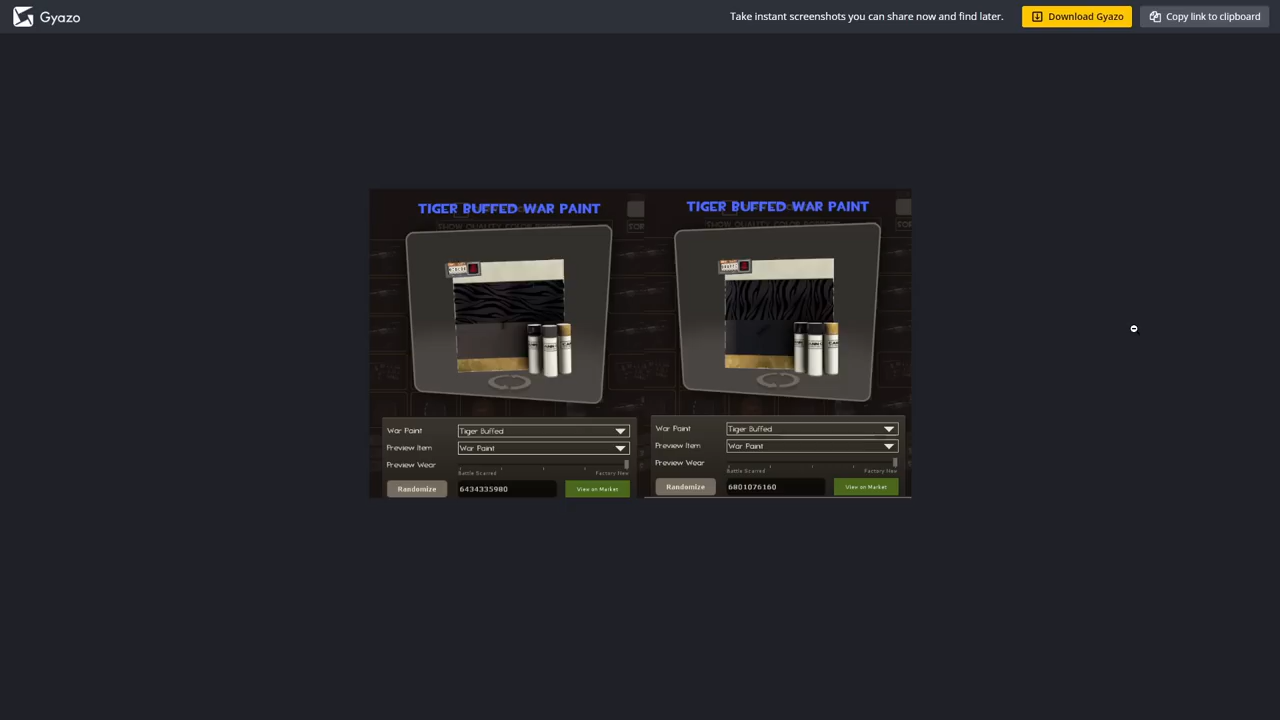 Gyazo
Take instant screenshots you can share now and find later.
Download Gyazo
Copy link to clipboard
TIGER BUFFED WAR PAINT
War Paint
Tiger Buffed
Preview Item
War Paint
Preview Wear
Battle Scarred
Factory New
Randomize
6434335980
View on Market
TIGER BUFFED WAR PAINT
War Paint
Tiger Buffed
Preview Item
War Paint
Preview Wear
Battle Scarred
Factory New
Randomize
6801076160
View on Market